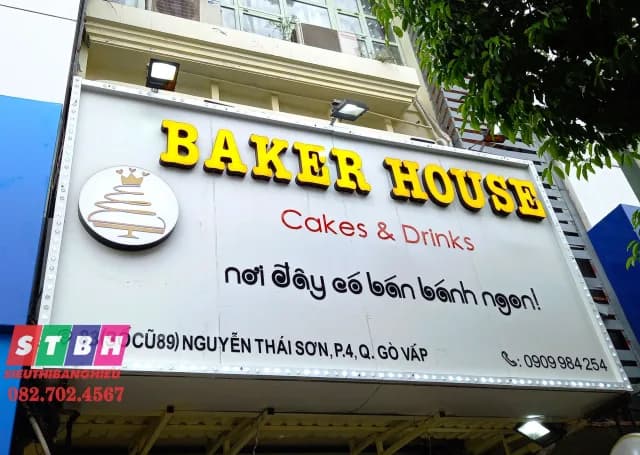 BAKER HOUSE
Cakes & Drinks
nơi đây có bán bánh ngon!
CŨ89) NGUYỄN THÁI SƠN, P.4, Q. GÒ VẤP
: 0909 984 254
STBH
SIEUTHIBANGHIEU
082.702.4567